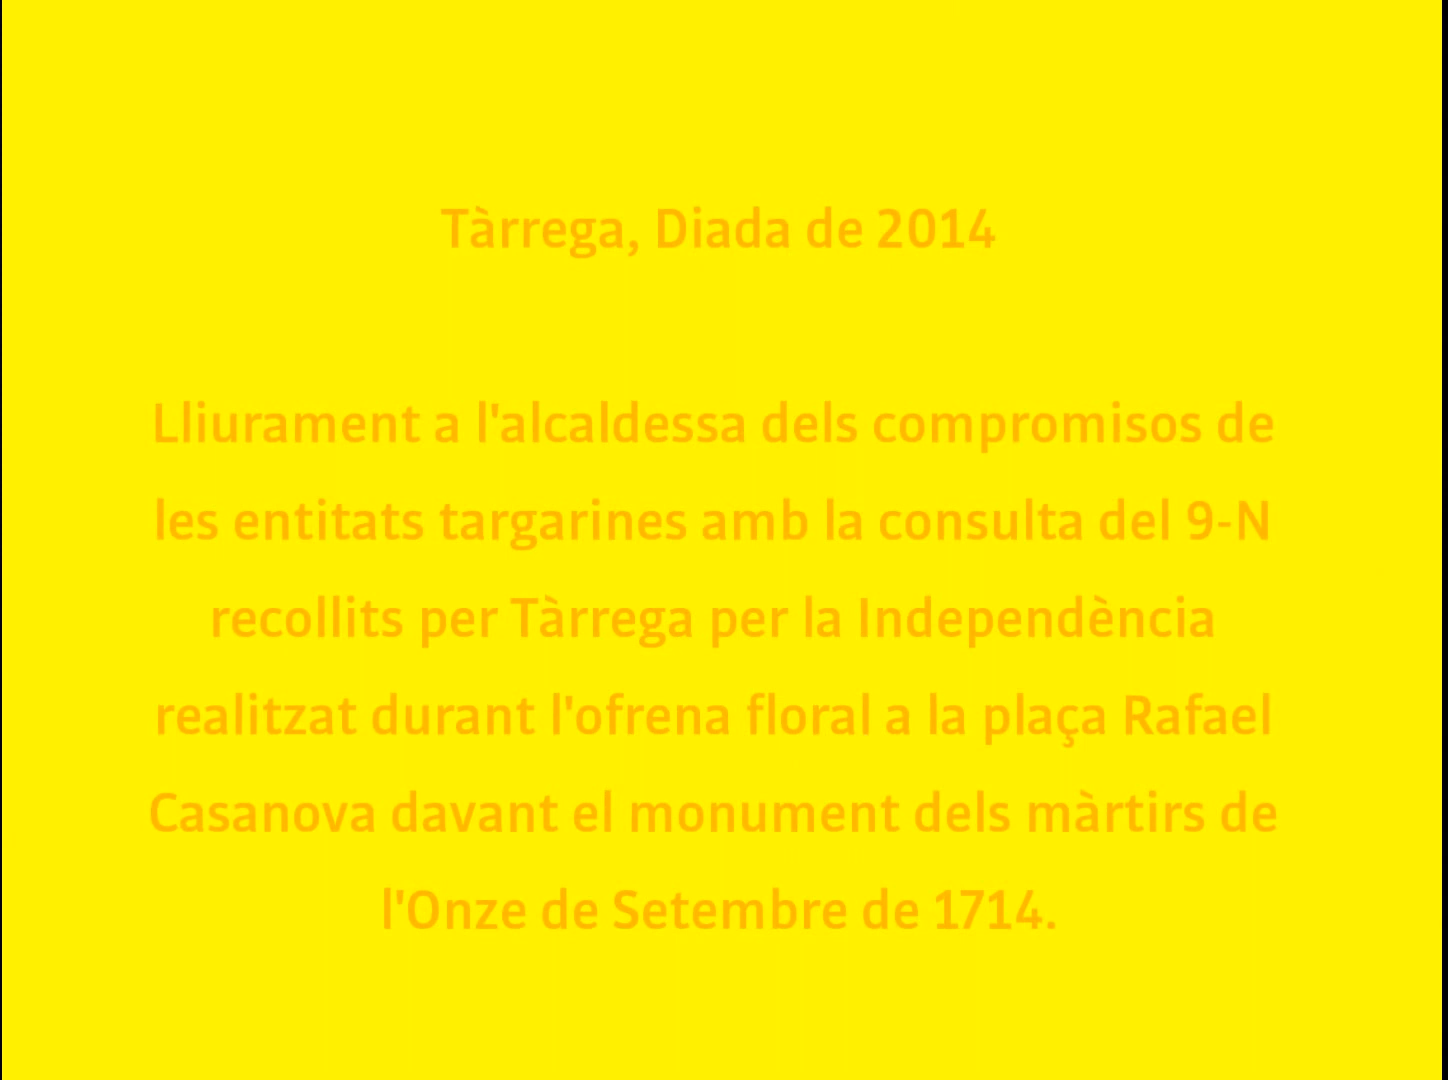 Tàrrega, Diada de 2014
Lliurament a l'alcaldessa dels compromisos de
les entitats targarines amb la consulta del 9-N
recollits per Tàrrega per la Independència
realitzat durant l'ofrena floral a la plaça Rafael
Casanova davant el monument dels màrtirs de
l'Onze de Setembre de 1714.